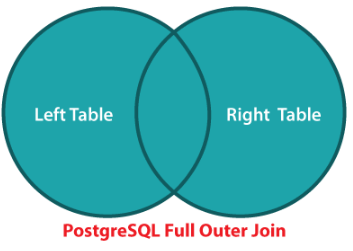 Left Table
Right Table
PostgreSQL Full Outer Join